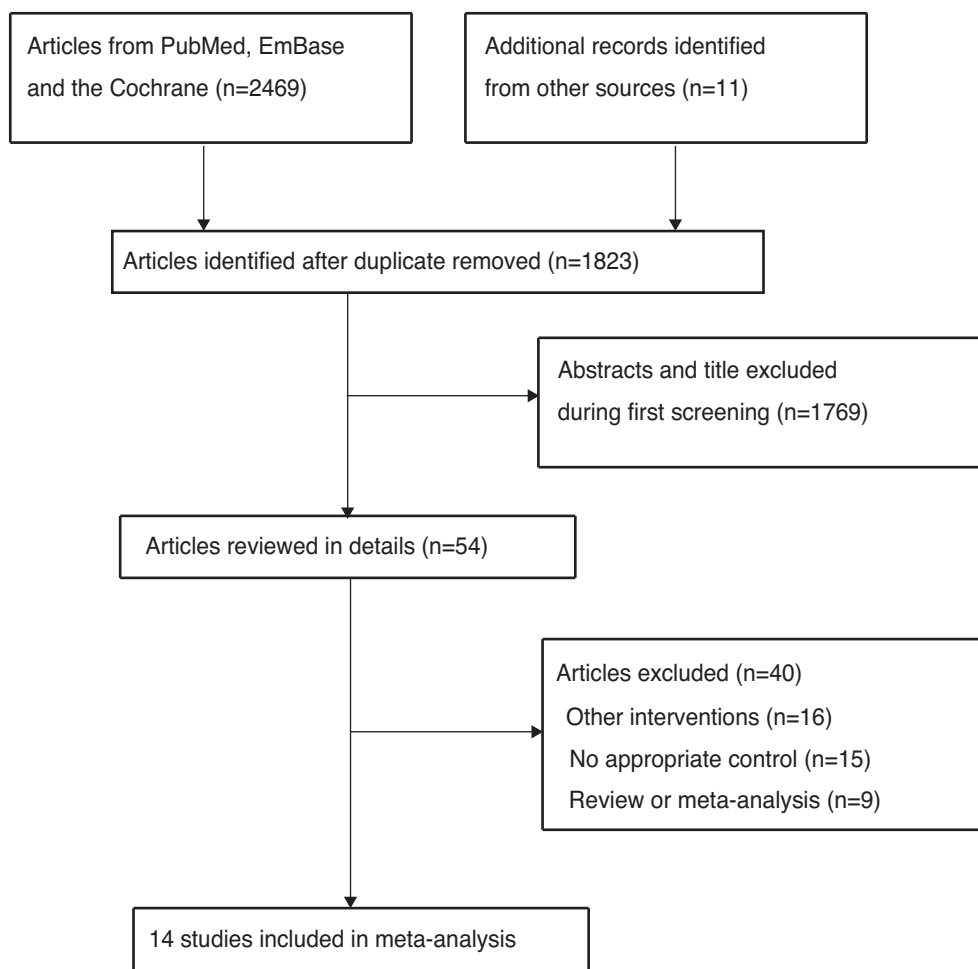 Articles from PubMed, EmBase
and the Cochrane (n=2469)
Additional records identified
from other sources (n=11)
Articles identified after duplicate removed (n=1823)
Abstracts and title excluded
during first screening (n=1769)
Articles reviewed in details (n=54)
Articles excluded (n=40)
Other interventions (n=16)
No appropriate control (n=15)
Review or meta-analysis (n=9)
14 studies included in meta-analysis